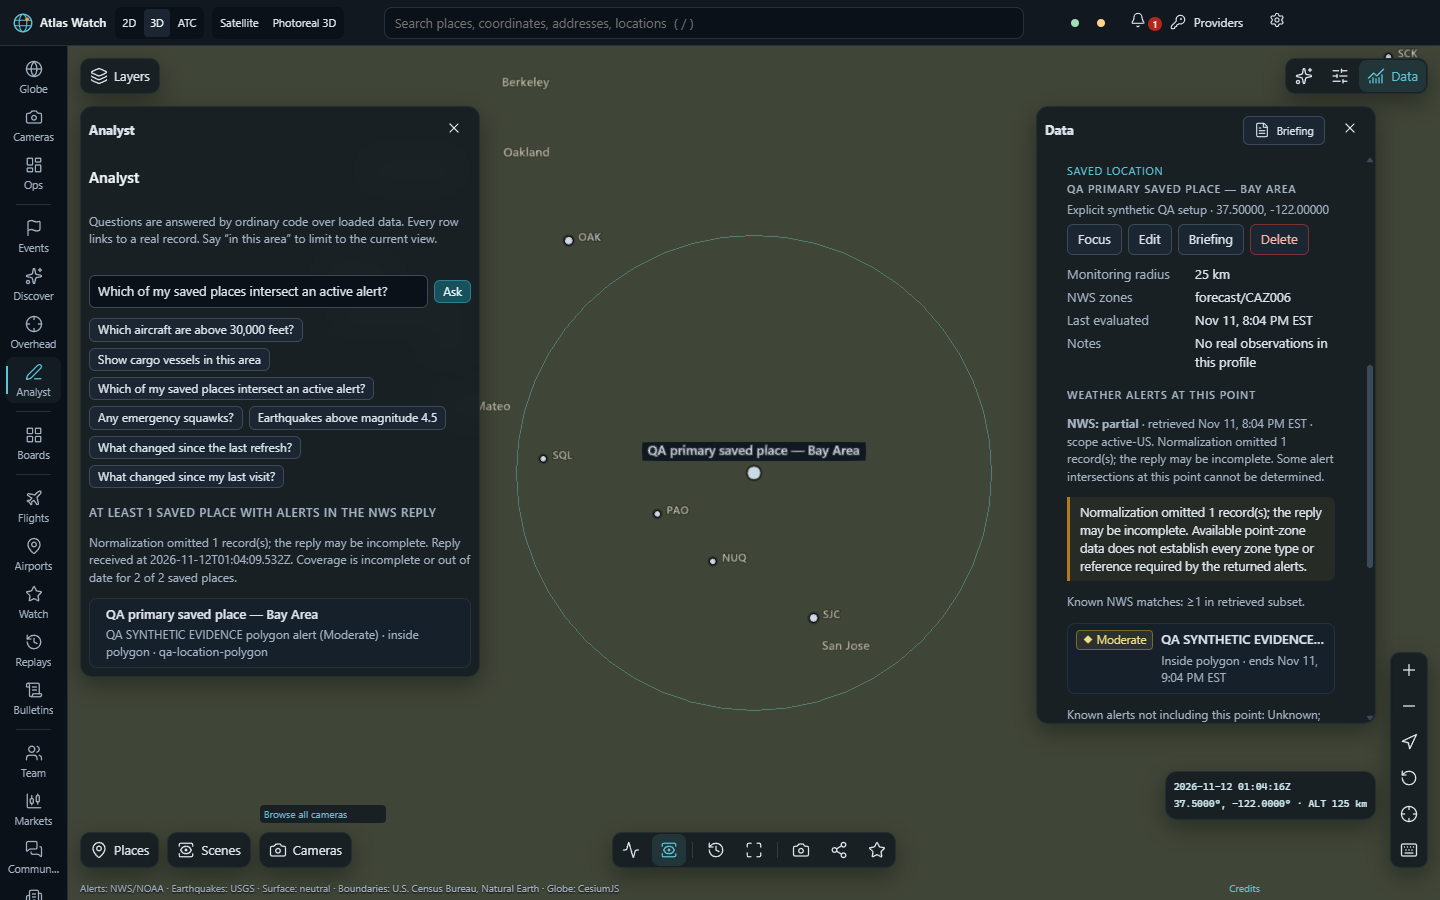 Atlas Watch
2D 3D ATC
Satellite Photoreal 3D
Search places, coordinates, addresses, locations ( / )
1
Providers
Globe
Cameras
Ops
Events
Discover
Overhead
Analyst
Boards
Flights
Airports
Watch
Replays
Bulletins
Team
Markets
Commun...
Layers
Analyst
Analyst
Questions are answered by ordinary code over loaded data. Every row
links to a real record. Say “in this area” to limit to the current view.
Which of my saved places intersect an active alert?
Ask
Which aircraft are above 30,000 feet?
Show cargo vessels in this area
Which of my saved places intersect an active alert?
Any emergency squawks? Earthquakes above magnitude 4.5
What changed since the last refresh?
What changed since my last visit?
AT LEAST 1 SAVED PLACE WITH ALERTS IN THE NWS REPLY
Normalization omitted 1 record(s); the reply may be incomplete. Reply
received at 2026-11-12T01:04:09.532Z. Coverage is incomplete or out of
date for 2 of 2 saved places.
QA primary saved place — Bay Area
QA SYNTHETIC EVIDENCE polygon alert (Moderate) · inside
polygon · qa-location-polygon
Berkeley
Oakland
OAK
Mateo
SQL
QA primary saved place — Bay Area
PAO
NUQ
SJC
San Jose
SCK
Data
Data
Briefing
SAVED LOCATION
QA PRIMARY SAVED PLACE — BAY AREA
Explicit synthetic QA setup · 37.50000, -122.00000
Focus Edit Briefing Delete
Monitoring radius 25 km
NWS zones forecast/CAZ006
Last evaluated Nov 11, 8:04 PM EST
Notes No real observations in
this profile
WEATHER ALERTS AT THIS POINT
NWS: partial · retrieved Nov 11, 8:04 PM EST ·
scope active-US. Normalization omitted 1
record(s); the reply may be incomplete. Some alert
intersections at this point cannot be determined.
Normalization omitted 1 record(s); the reply
may be incomplete. Available point-zone
data does not establish every zone type or
reference required by the returned alerts.
Known NWS matches: ≥1 in retrieved subset.
Moderate QA SYNTHETIC EVIDENCE...
Inside polygon · ends Nov 11,
9:04 PM EST
Known alerts not including this point: Unknown;
2026-11-12 01:04:16Z
37.5000°, −122.0000° · ALT 125 km
Browse all cameras
Places
Scenes
Cameras
Alerts: NWS/NOAA · Earthquakes: USGS · Surface: neutral · Boundaries: U.S. Census Bureau, Natural Earth · Globe: CesiumJS
Credits